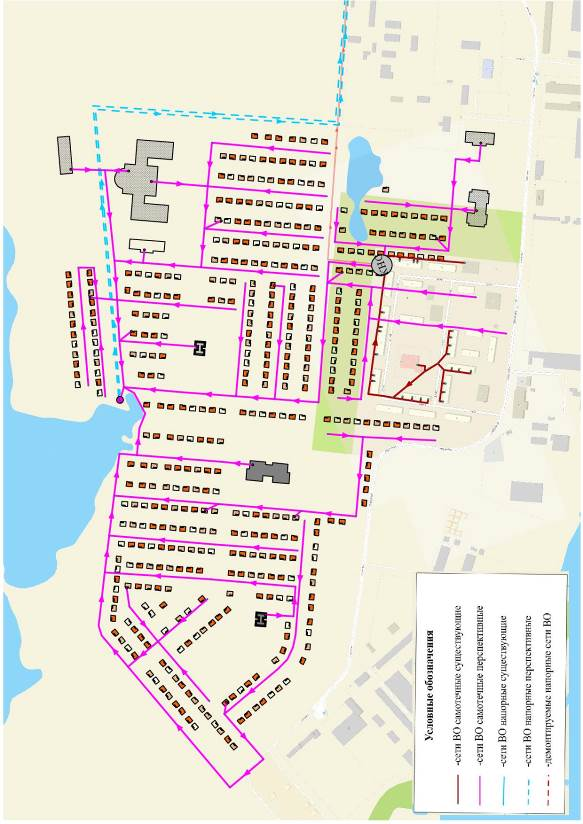 КНС
Условные обозначения
-сети ВО самотечные существующие
-сети ВО самотечные перспективные
-сети ВО напорные существующие
-сети ВО напорные перспективные
-демонтируемые напорные сети ВО